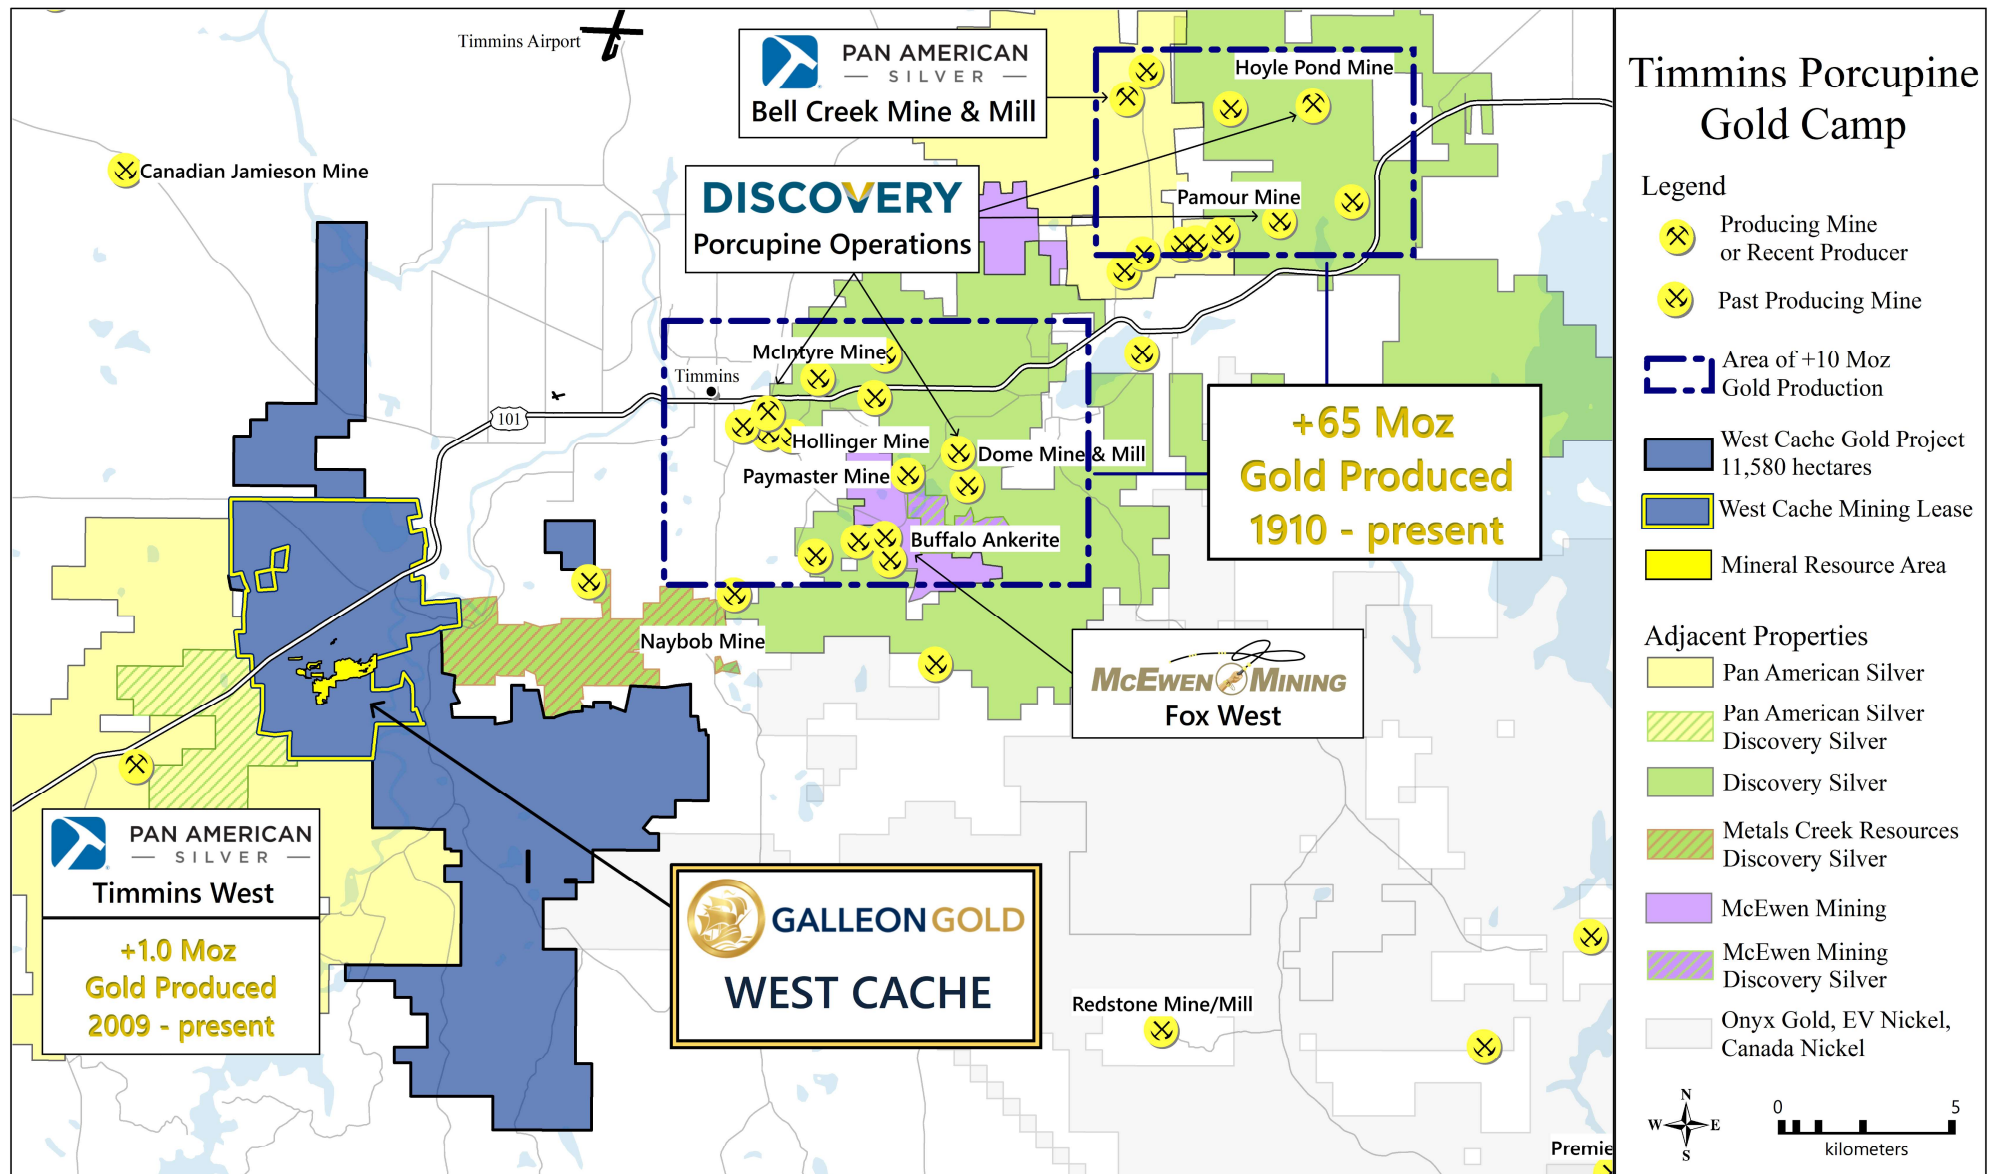 Timmins Airport
PAN AMERICAN
— SILVER —
Bell Creek Mine & Mill
Hoyle Pond Mine
Canadian Jamieson Mine
DISCOVERY
Porcupine Operations
Pamour Mine
McIntyre Mine
Timmins
101
Hollinger Mine
Dome Mine & Mill
Paymaster Mine
Buffalo Ankerite
+65 Moz
Gold Produced
1910 - present
Naybob Mine
McEWEN MINING
Fox West
PAN AMERICAN
— SILVER —
Timmins West
+1.0 Moz
Gold Produced
2009 - present
GALLEON GOLD
WEST CACHE
Redstone Mine/Mill
Premie
Timmins Porcupine
Gold Camp
Legend
Producing Mine
or Recent Producer
Past Producing Mine
Area of +10 Moz
Gold Production
West Cache Gold Project
11,580 hectares
West Cache Mining Lease
Mineral Resource Area
Adjacent Properties
Pan American Silver
Pan American Silver
Discovery Silver
Discovery Silver
Metals Creek Resources
Discovery Silver
McEwen Mining
McEwen Mining
Discovery Silver
Onyx Gold, EV Nickel,
Canada Nickel
N
W E
S
0 5
kilometers